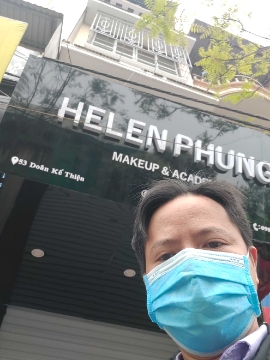 HELEN PHUNG
MAKEUP & ACAD
53 Doãn Kế Thiện